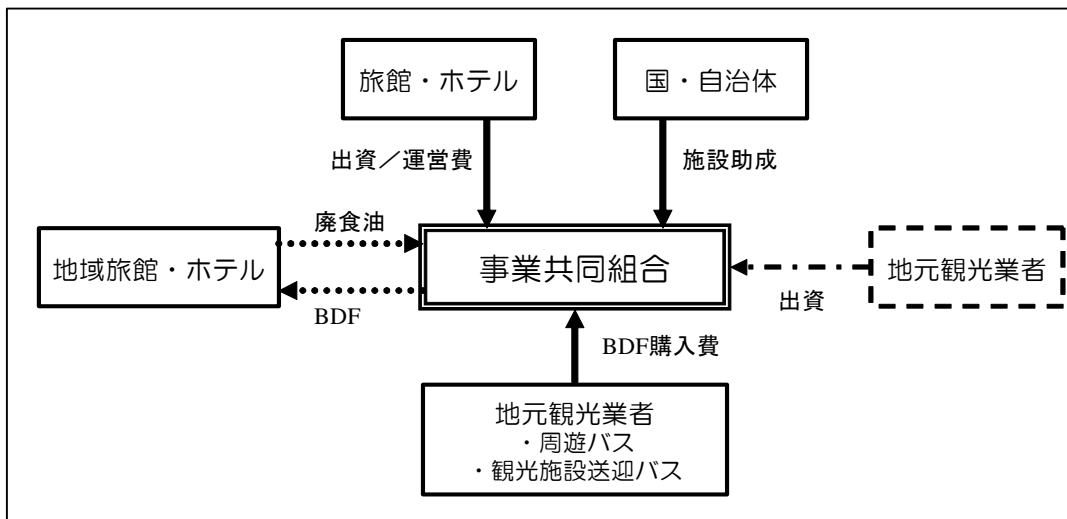 旅館・ホテル
国・自治体
出資／運営費
施設助成
廃食油
地域旅館・ホテル
事業共同組合
地元観光業者
BDF
出資
BDF購入費
地元観光業者
・周遊バス
・観光施設送迎バス